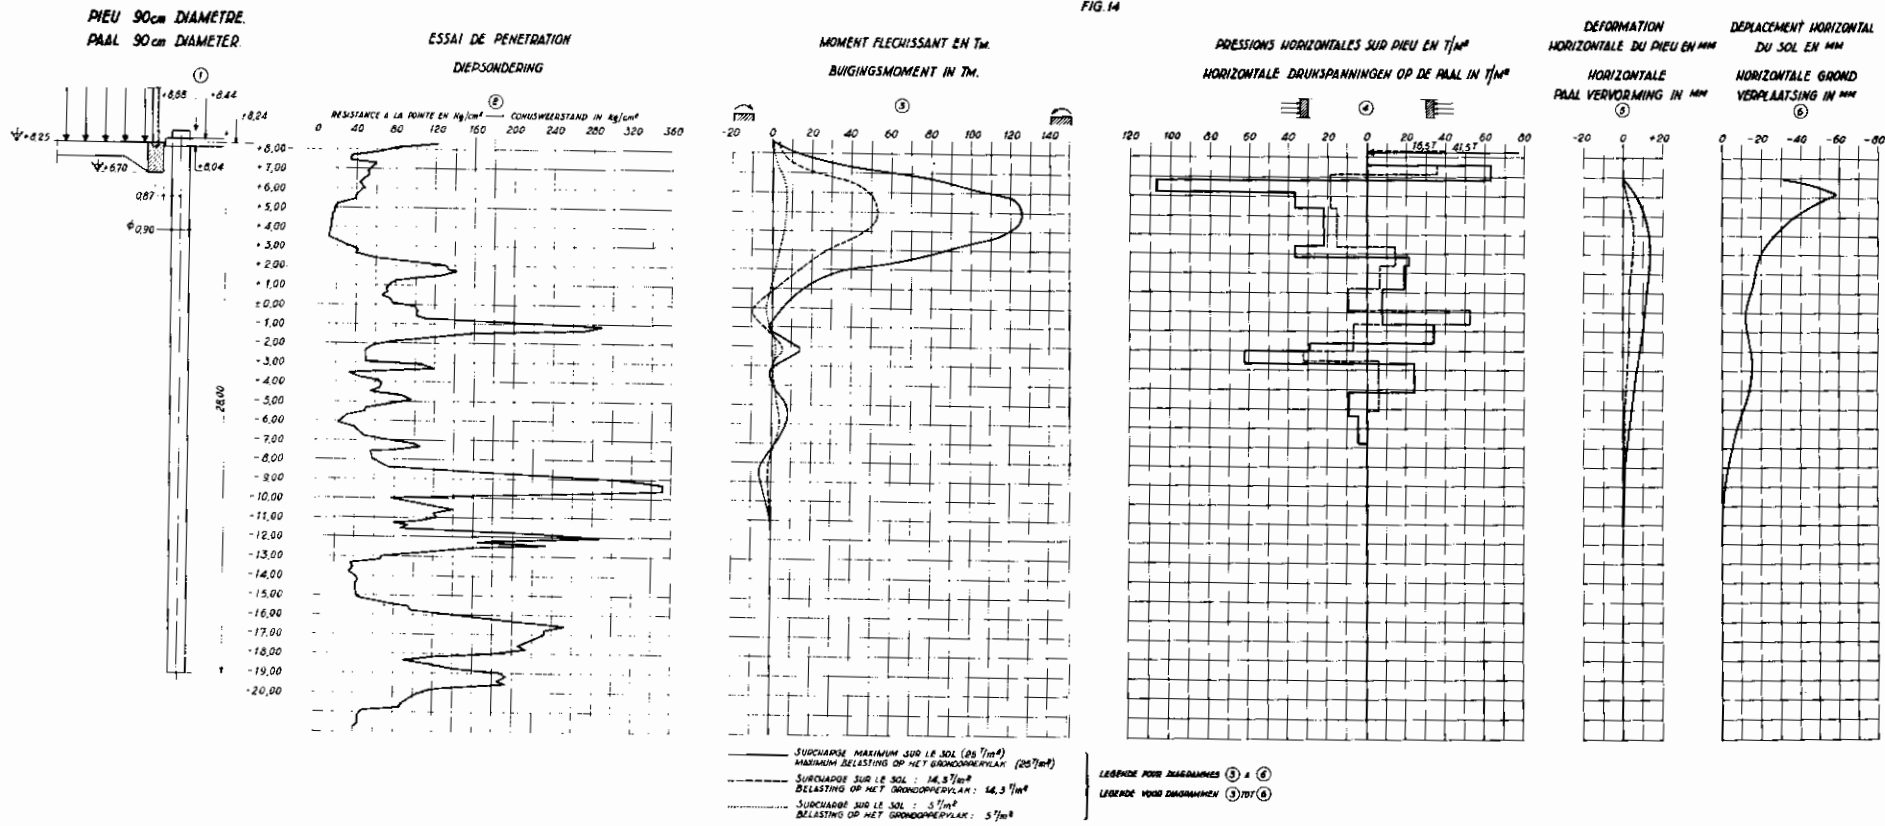 FIG. 14
PIEU 90cm DIAMETRE.
PAAL 90cm DIAMETER.
1
+8,44
+8,24
+8,25
+6,70
+8,04
0,87
ϕ 0,90
28,00
ESSAI DE PENETRATION
DIEPSONDERING
2
RESISTANCE A LA POINTE EN Kg/cm² — CONUSWEERSTAND IN Kg/cm²
0 40 80 120 160 200 240 280 320 360
+8,00
+7,00
+6,00
+5,00
+4,00
+3,00
+2,00
+1,00
±0,00
-1,00
-2,00
-3,00
-4,00
-5,00
-6,00
-7,00
-8,00
-9,00
-10,00
-11,00
-12,00
-13,00
-14,00
-15,00
-16,00
-17,00
-18,00
-19,00
-20,00
MOMENT FLECHISSANT EN Tm.
BUIGINGSMOMENT IN Tm.
3
-20 0 20 40 60 80 100 120 140
PRESSIONS HORIZONTALES SUR PIEU EN T/M²
HORIZONTALE DRUKSPANNINGEN OP DE PAAL IN T/M²
4
120 100 80 60 40 20 0 20 40 60 80
16,5T 41,5T
DEFORMATION
HORIZONTALE DU PIEU EN MM
HORIZONTALE
PAAL VERVORMING IN MM
5
-20 0 +20
DEPLACEMENT HORIZONTAL
DU SOL EN MM
HORIZONTALE GROND
VERPLAATSING IN MM
6
0 -20 -40 -60 -80
SURCHARGE MAXIMUM SUR LE SOL (25 T/m²)
MAXIMUM BELASTING OP HET GRONDOPPERVLAK (25 T/m²)
SURCHARGE SUR LE SOL : 14,3 T/m²
BELASTING OP HET GRONDOPPERVLAK : 14,3 T/m²
SURCHARGE SUR LE SOL : 5 T/m²
BELASTING OP HET GRONDOPPERVLAK : 5 T/m²
LEGENDE POUR DIAGRAMMES 3 A 6
LEGENDE VOOR DIAGRAMMEN 3 TOT 6